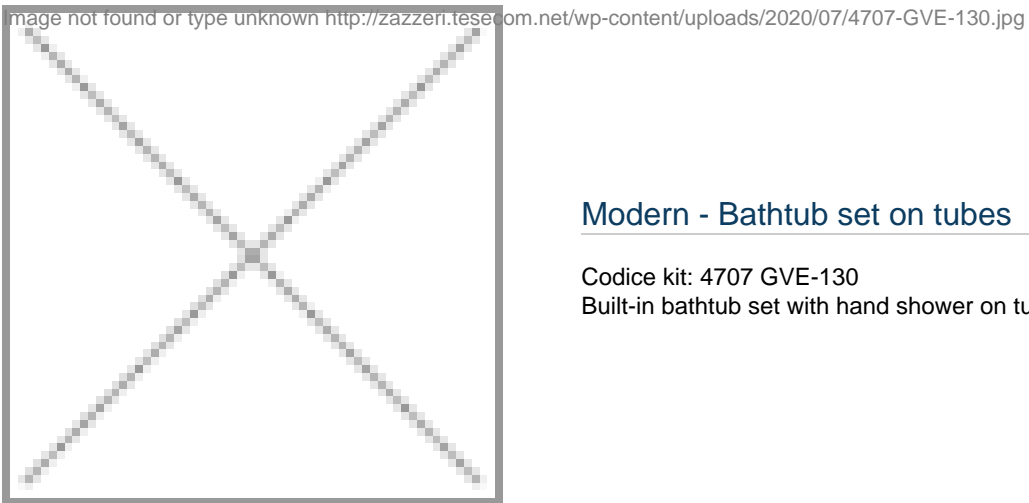 Image not found or type unknown http://zazzeri.tesecom.net/wp-content/uploads/2020/07/4707-GVE-130.jpg
Modern - Bathtub set on tubes
Codice kit: 4707 GVE-130
Built-in bathtub set with hand shower on